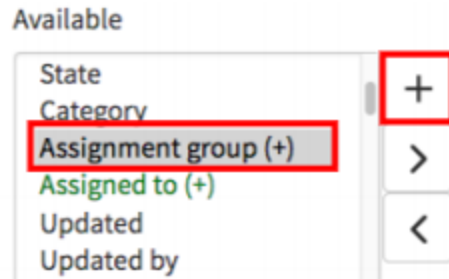 Available
State
Category
Assignment group (+)
Assigned to (+)
Updated
Updated by